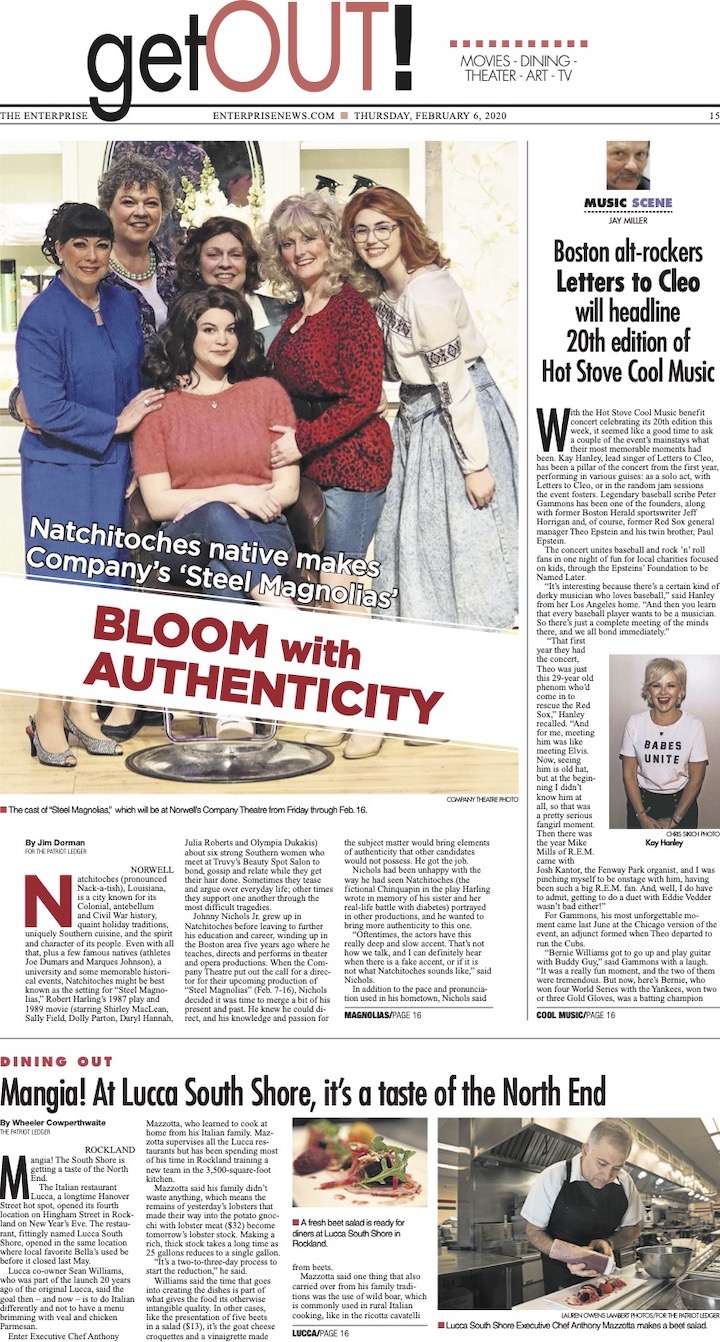 getOUT!
MOVIES - DINING -
THEATER - ART - TV
THE ENTERPRISE
ENTERPRISENEWS.COM ■ THURSDAY, FEBRUARY 6, 2020
15
Natchitoches native makes
Company's 'Steel Magnolias'
BLOOM with
AUTHENTICITY
COMPANY THEATRE PHOTO
■ The cast of "Steel Magnolias," which will be at Norwell's Company Theatre from Friday through Feb. 16.
By Jim Dorman
FOR THE PATRIOT LEDGER
NORWELL
Natchitoches (pronounced
Nack-a-tish), Louisiana,
is a city known for its
Colonial, antebellum
and Civil War history,
quaint holiday traditions,
uniquely Southern cuisine, and the spirit
and character of its people. Even with all
that, plus a few famous natives (athletes
Joe Dumars and Marques Johnson), a
university and some memorable histori-
cal events, Natchitoches might be best
known as the setting for "Steel Magno-
lias," Robert Harling's 1987 play and
1989 movie (starring Shirley MacLean,
Sally Field, Dolly Parton, Daryl Hannah,
Julia Roberts and Olympia Dukakis)
about six strong Southern women who
meet at Truvy's Beauty Spot Salon to
bond, gossip and relate while they get
their hair done. Sometimes they tease
and argue over everyday life; other times
they support one another through the
most difficult tragedies.
Johnny Nichols Jr. grew up in
Natchitoches before leaving to further
his education and career, winding up in
the Boston area five years ago where he
teaches, directs and performs in theater
and opera productions. When the Com-
pany Theatre put out the call for a direc-
tor for their upcoming production of
"Steel Magnolias" (Feb. 7-16), Nichols
decided it was time to merge a bit of his
present and past. He knew he could di-
rect, and his knowledge and passion for
the subject matter would bring elements
of authenticity that other candidates
would not possess. He got the job.
Nichols had been unhappy with the
way he had seen Natchitoches (the
fictional Chinquapin in the play Harling
wrote in memory of his sister and her
real-life battle with diabetes) portrayed
in other productions, and he wanted to
bring more authenticity to this one.
"Oftentimes, the actors have this
really deep and slow accent. That's not
how we talk, and I can definitely hear
when there is a fake accent, or if it is
not what Natchitoches sounds like," said
Nichols.
In addition to the pace and pronuncia-
tion used in his hometown, Nichols said
MAGNOLIAS/PAGE 16
MUSIC SCENE
JAY MILLER
Boston alt-rockers
Letters to Cleo
will headline
20th edition of
Hot Stove Cool Music
With the Hot Stove Cool Music benefit
concert celebrating its 20th edition this
week, it seemed like a good time to ask
a couple of the event's mainstays what
their most memorable moments had
been. Kay Hanley, lead singer of Letters to Cleo,
has been a pillar of the concert from the first year,
performing in various guises: as a solo act, with
Letters to Cleo, or in the random jam sessions
the event fosters. Legendary baseball scribe Peter
Gammons has been one of the founders, along
with former Boston Herald sportswriter Jeff
Horrigan and, of course, former Red Sox general
manager Theo Epstein and his twin brother, Paul
Epstein.
The concert unites baseball and rock 'n' roll
fans in one night of fun for local charities focused
on kids, through the Epsteins' Foundation to be
Named Later.
"It's interesting because there's a certain kind of
dorky musician who loves baseball," said Hanley
from her Los Angeles home. "And then you learn
that every baseball player wants to be a musician.
So there's just a complete meeting of the minds
there, and we all bond immediately."
"That first
year they had
the concert,
Theo was just
this 29-year old
phenom who'd
come in to
rescue the Red
Sox," Hanley
recalled. "And
for me, meeting
him was like
meeting Elvis.
Now, seeing
him is old hat,
but at the begin-
ning I didn't
know him at
all, so that was
a pretty serious
fangirl moment.
Then there was
the year Mike
Mills of R.E.M.
came with
Josh Kantor, the Fenway Park organist, and I was
pinching myself to be onstage with him, having
been such a big R.E.M. fan. And, well, I do have
to admit, getting to do a duet with Eddie Vedder
wasn't bad either!"
For Gammons, his most unforgettable mo-
ment came last June at the Chicago version of the
event, an adjunct formed when Theo departed to
run the Cubs.
"Bernie Williams got to go up and play guitar
with Buddy Guy," said Gammons with a laugh.
"It was a really fun moment, and the two of them
were tremendous. But now, here's Bernie, who
won four World Series with the Yankees, won two
or three Gold Gloves, was a batting champion
COOL MUSIC/PAGE 16
BABES
UNITE
CHRIS SIKICH PHOTO
Kay Hanley
DINING OUT
Mangia! At Lucca South Shore, it's a taste of the North End
By Wheeler Cowperthwaite
THE PATRIOT LEDGER
ROCKLAND
Mangia! The South Shore is
getting a taste of the North
End.
The Italian restaurant
Lucca, a longtime Hanover
Street hot spot, opened its fourth
location on Hingham Street in Rock-
land on New Year's Eve. The restau-
rant, fittingly named Lucca South
Shore, opened in the same location
where local favorite Bella's used be
before it closed last May.
Lucca co-owner Sean Williams,
who was part of the launch 20 years
ago of the original Lucca, said the
goal then – and now – is to do Italian
differently and not to have a menu
brimming with veal and chicken
Parmesan.
Enter Executive Chef Anthony
Mazzotta, who learned to cook at
home from his Italian family. Maz-
zotta supervises all the Lucca res-
taurants but has been spending most
of his time in Rockland training a
new team in the 3,500-square-foot
kitchen.
Mazzotta said his family didn't
waste anything, which means the
remains of yesterday's lobsters that
made their way into the potato gnoc-
chi with lobster meat ($32) become
tomorrow's lobster stock. Making a
rich, thick stock takes a long time as
25 gallons reduces to a single gallon.
"It's a two-to-three-day process to
start the reduction," he said.
Williams said the time that goes
into creating the dishes is part of
what gives the food its otherwise
intangible quality. In other cases,
like the presentation of five beets
in a salad ($13), it's the goat cheese
croquettes and a vinaigrette made
■ A fresh beet salad is ready for
diners at Lucca South Shore in
Rockland.
from beets.
Mazzotta said one thing that also
carried over from his family tradi-
tions was the use of wild boar, which
is commonly used in rural Italian
cooking, like in the ricotta cavatelli
LUCCA/PAGE 16
LAUREN OWENS LAMBERT PHOTOS/FOR THE PATRIOT LEDGER
■ Lucca South Shore Executive Chef Anthony Mazzotta makes a beet salad.